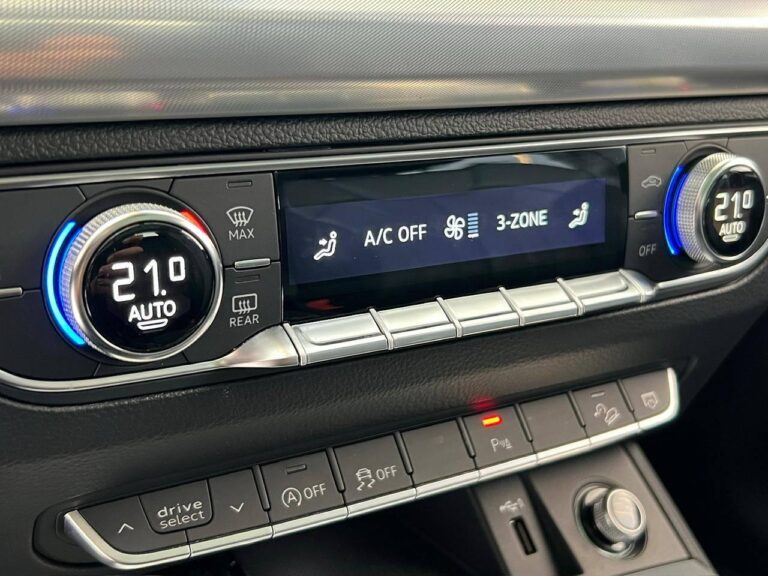 MAX
A/C OFF
3-ZONE
21.0
AUTO
21.0
AUTO
OFF
REAR
drive
select
A OFF
OFF
P